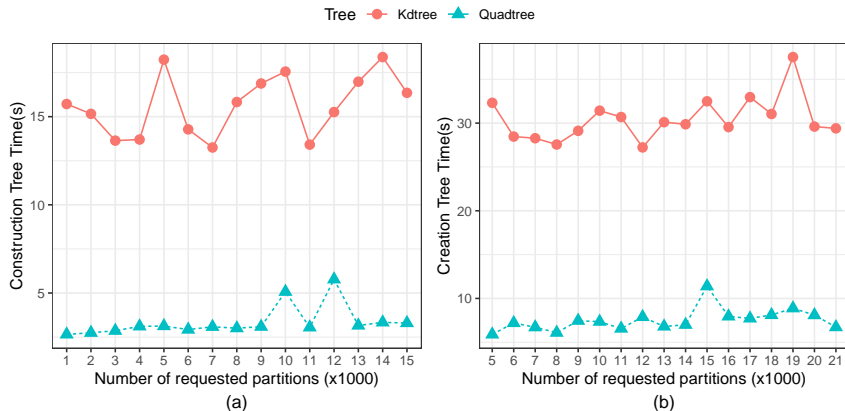 Tree Kdtree Quadtree
Construction Tree Time(s)
15
10
5
1 2 3 4 5 6 7 8 9 10 11 12 13 14 15
Number of requested partitions (x1000)
(a)
Creation Tree Time(s)
30
20
10
5 6 7 8 9 10 11 12 13 14 15 16 17 18 19 20 21
Number of requested partitions (x1000)
(b)